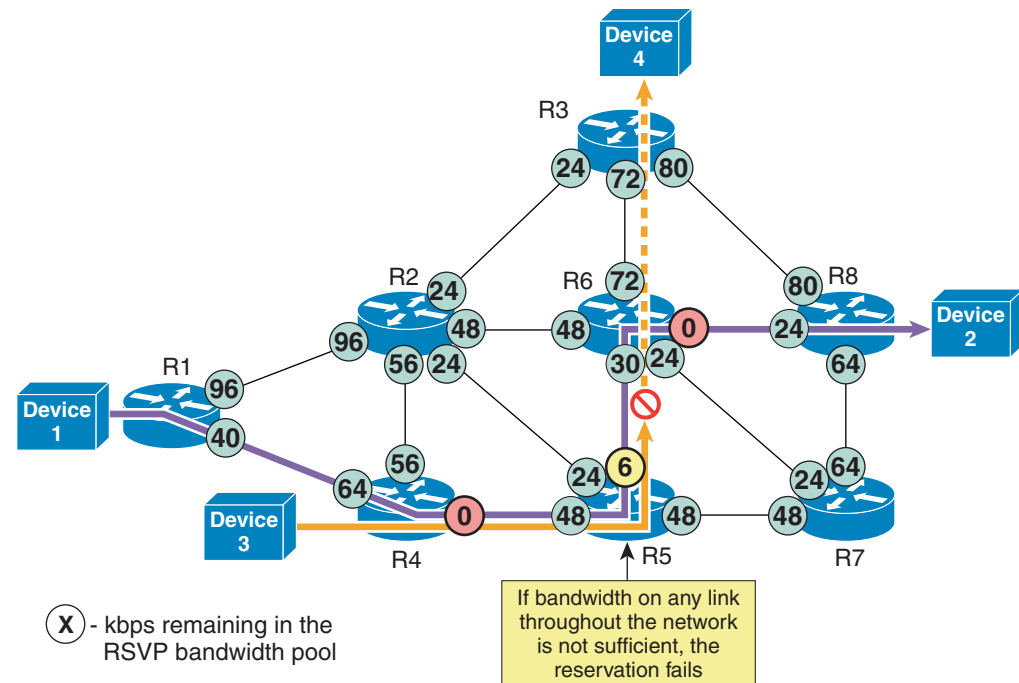 Device
4
R3
24
72
80
R2
24
72
R6
80
R8
48
48
0
24
Device
2
96
56
24
30
24
64
R1
96
Device
1
40
56
64
24
6
24
64
0
48
48
48
Device
3
R4
R5
R7
If bandwidth on any link
throughout the network
is not sufficient, the
reservation fails
X - kbps remaining in the
RSVP bandwidth pool